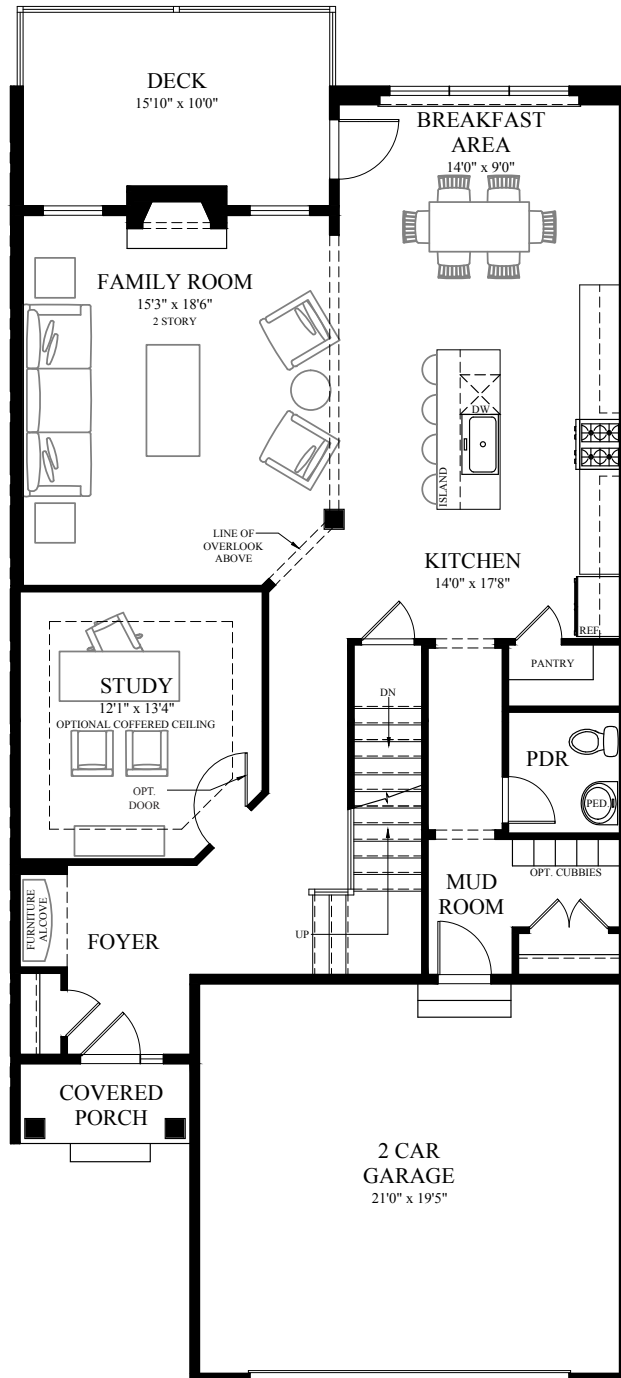 DECK
15'10" x 10'0"
BREAKFAST
AREA
14'0" x 9'0"
FAMILY ROOM
15'3" x 18'6"
2 STORY
DW
ISLAND
LINE OF
OVERLOOK
ABOVE
KITCHEN
14'0" x 17'8"
REF.
PANTRY
STUDY
12'1" x 13'4"
OPTIONAL COFFERED CEILING
OPT.
DOOR
DN
PDR
PED.
MUD
ROOM
OPT. CUBBIES
FURNITURE
ALCOVE
FOYER
UP
COVERED
PORCH
2 CAR
GARAGE
21'0" x 19'5"